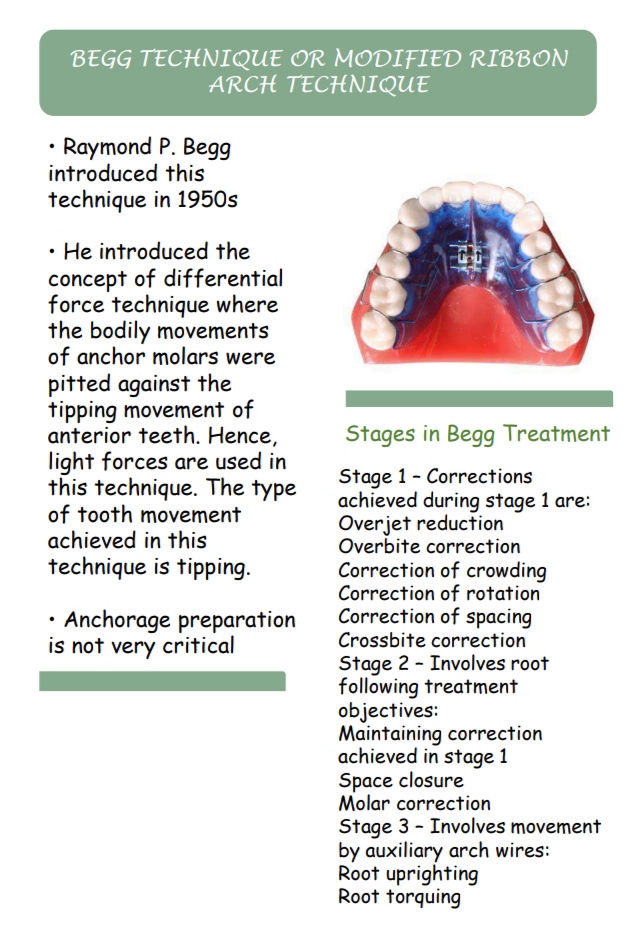 BEGG TECHNIQUE OR MODIFIED RIBBON
ARCH TECHNIQUE
• Raymond P. Begg
introduced this
technique in 1950s
• He introduced the
concept of differential
force technique where
the bodily movements
of anchor molars were
pitted against the
tipping movement of
anterior teeth. Hence,
light forces are used in
this technique. The type
of tooth movement
achieved in this
technique is tipping.
• Anchorage preparation
is not very critical
Stages in Begg Treatment
Stage 1 – Corrections
achieved during stage 1 are:
Overjet reduction
Overbite correction
Correction of crowding
Correction of rotation
Correction of spacing
Crossbite correction
Stage 2 – Involves root
following treatment
objectives:
Maintaining correction
achieved in stage 1
Space closure
Molar correction
Stage 3 – Involves movement
by auxiliary arch wires:
Root uprighting
Root torquing